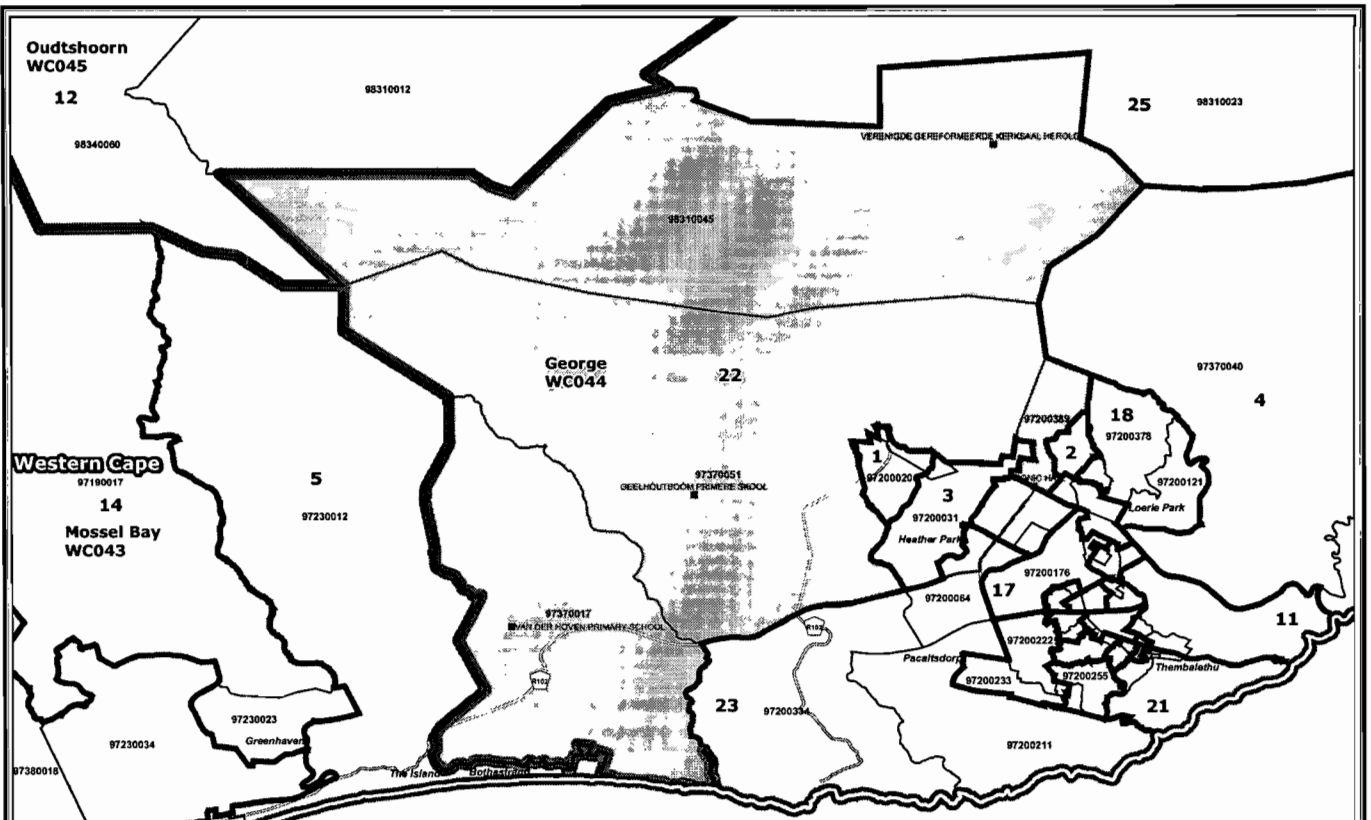 Oudtshoorn
WC045
12
98310012
98340060
25
98310023
VERENIGDE GEREFORMEERDE KERKSAAL HEROLD
98310045
George
WC044
22
97370040
4
97200389
18
97200378
2
1
97200206
97370051
GEELHOUTBOOM PRIMERE SKOOL
Western Cape
97190017
14
Mossel Bay
WC043
5
97230012
3
97200031
Heather Park
97200121
Loerie Park
97200176
17
97200064
97370017
VAN DER HOVEN PRIMARY SCHOOL
R102
R102
11
97200222
Pacaltsdorp
97200233
97200255
Thembalethu
21
23
97200334
97200211
97230023
Greenhaven
97230034
97380018
The Island
Bothastrand